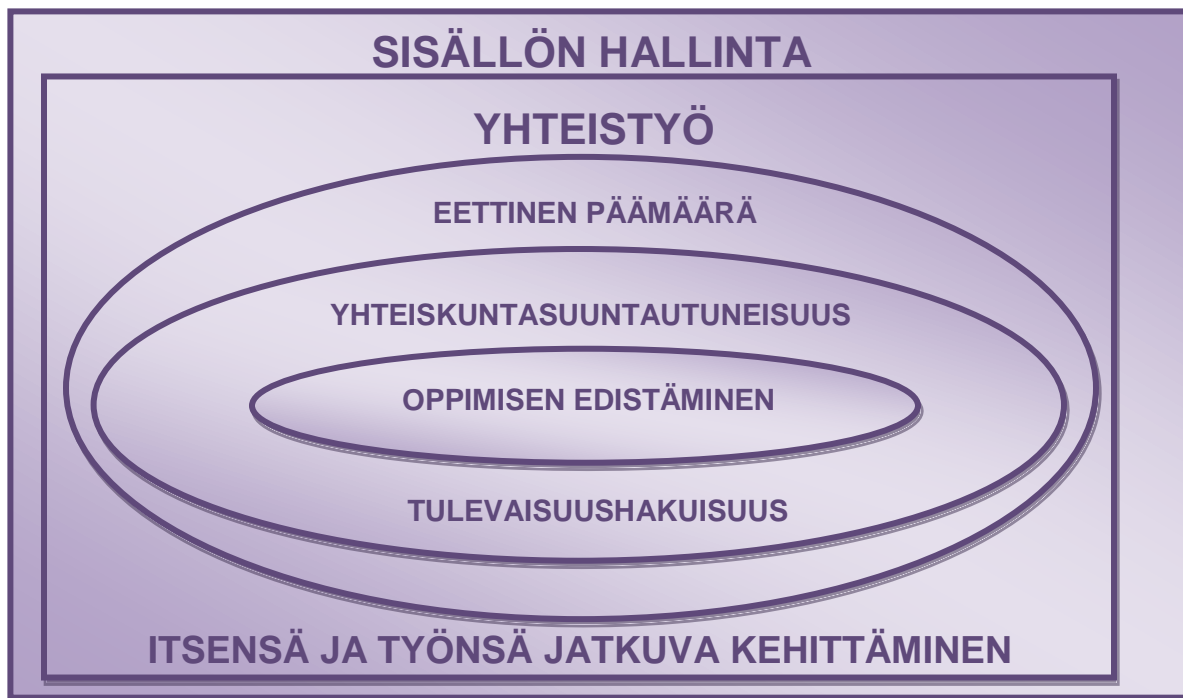 SISÄLLÖN HALLINTA
YHTEISTYÖ
EETTINEN PÄÄMÄÄRÄ
YHTEISKUNTASUUNTAUTUNEISUUS
OPPIMISEN EDISTÄMINEN
TULEVAISUUSHAKUISUUS
ITSENSÄ JA TYÖNSÄ JATKUVA KEHITTÄMINEN